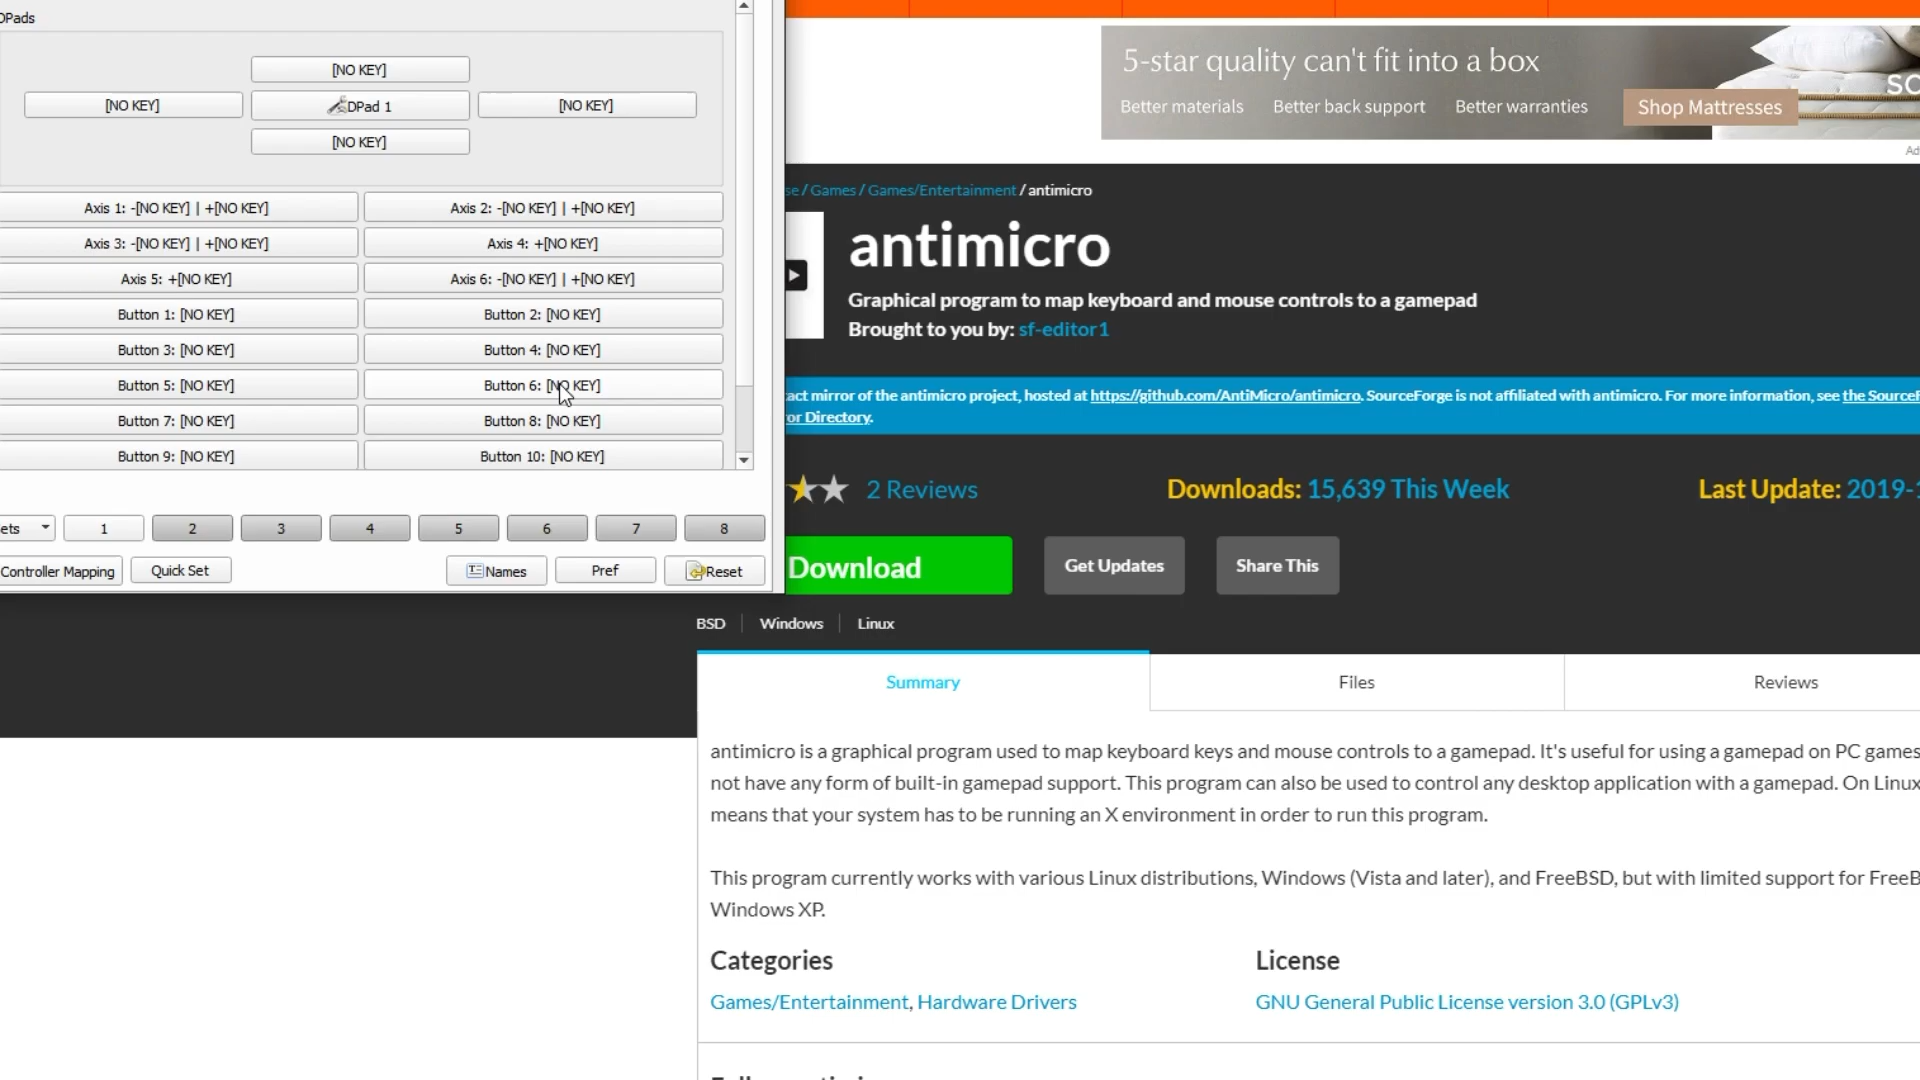 DPads
[NO KEY]
[NO KEY] DPad 1 [NO KEY]
[NO KEY]
Axis 1: -[NO KEY] | +[NO KEY] Axis 2: -[NO KEY] | +[NO KEY]
Axis 3: -[NO KEY] | +[NO KEY] Axis 4: +[NO KEY]
Axis 5: +[NO KEY] Axis 6: -[NO KEY] | +[NO KEY]
Button 1: [NO KEY] Button 2: [NO KEY]
Button 3: [NO KEY] Button 4: [NO KEY]
Button 5: [NO KEY] Button 6: [NO KEY]
Button 7: [NO KEY] Button 8: [NO KEY]
Button 9: [NO KEY] Button 10: [NO KEY]
ets 1 2 3 4 5 6 7 8
Controller Mapping Quick Set Names Pref Reset
5-star quality can't fit into a box
Better materials Better back support Better warranties Shop Mattresses
Ad
se / Games / Games/Entertainment / antimicro
antimicro
Graphical program to map keyboard and mouse controls to a gamepad
Brought to you by: sf-editor1
act mirror of the antimicro project, hosted at https://github.com/AntiMicro/antimicro. SourceForge is not affiliated with antimicro. For more information, see the SourceF
or Directory.
2 Reviews Downloads: 15,639 This Week Last Update: 2019-1
Download Get Updates Share This
BSD Windows Linux
Summary Files Reviews
antimicro is a graphical program used to map keyboard keys and mouse controls to a gamepad. It's useful for using a gamepad on PC games
not have any form of built-in gamepad support. This program can also be used to control any desktop application with a gamepad. On Linux
means that your system has to be running an X environment in order to run this program.
This program currently works with various Linux distributions, Windows (Vista and later), and FreeBSD, but with limited support for FreeB
Windows XP.
Categories License
Games/Entertainment, Hardware Drivers GNU General Public License version 3.0 (GPLv3)